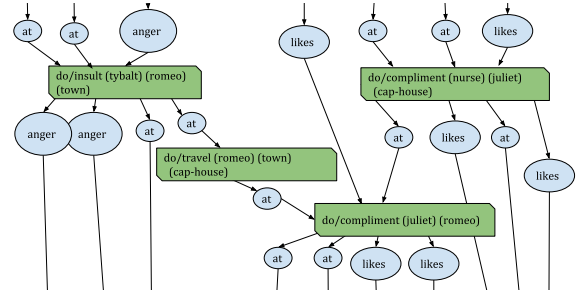 at
at
anger
likes
at
at
likes
do/insult (tybalt) (romeo)
(town)
do/compliment (nurse) (juliet)
(cap-house)
anger
anger
at
at
at
likes
at
likes
do/travel (romeo) (town)
(cap-house)
at
do/compliment (juliet) (romeo)
at
at
likes
likes